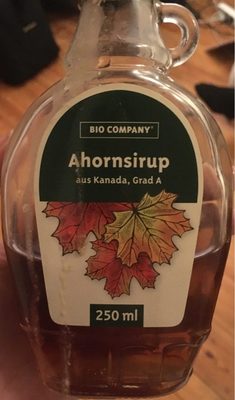 BIO COMPANY®
Ahornsirup
aus Kanada, Grad A
250 ml